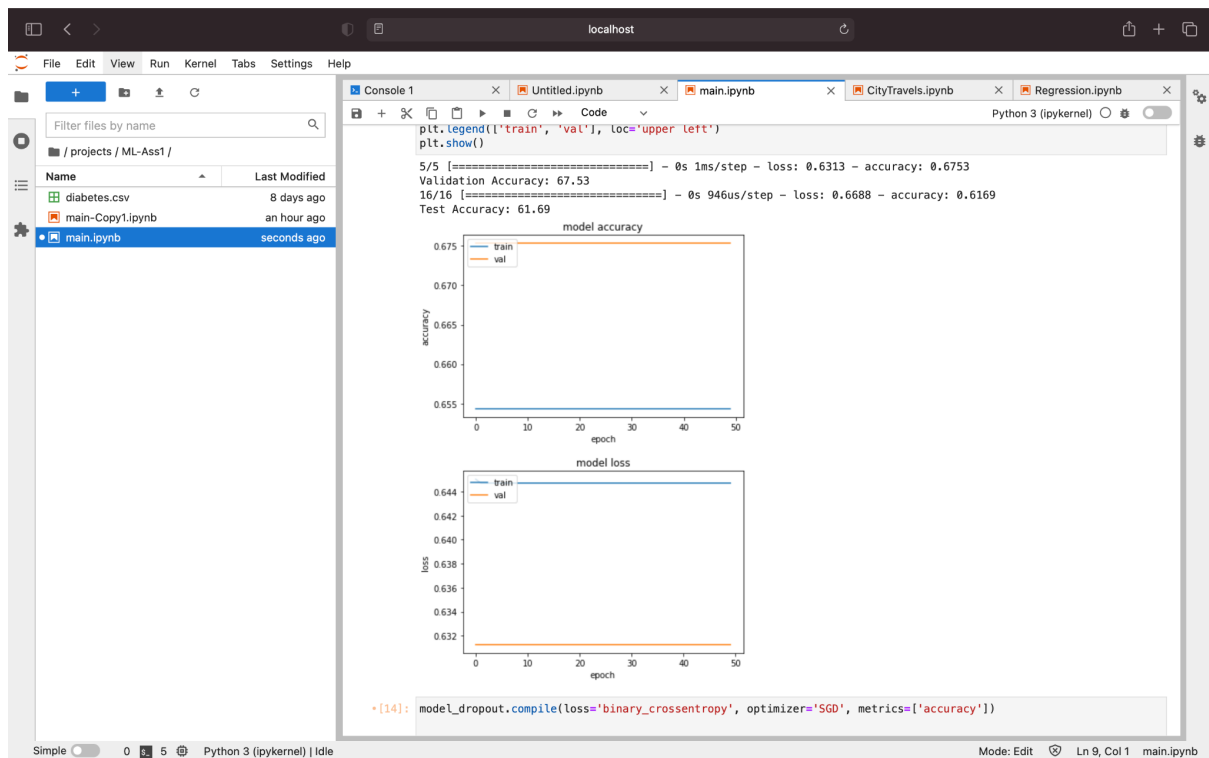 localhost
File Edit View Run Kernel Tabs Settings Help
Filter files by name
/ projects / ML-Ass1 /
Name Last Modified
diabetes.csv 8 days ago
main-Copy1.ipynb an hour ago
main.ipynb seconds ago
Console 1 Untitled.ipynb main.ipynb CityTravels.ipynb Regression.ipynb
Code Python 3 (ipykernel)
plt.legend(['train', 'val'], loc='upper left')
plt.show()
5/5 [==============================] - 0s 1ms/step - loss: 0.6313 - accuracy: 0.6753
Validation Accuracy: 67.53
16/16 [==============================] - 0s 946us/step - loss: 0.6688 - accuracy: 0.6169
Test Accuracy: 61.69
model accuracy
train
val
0.675
0.670
0.665
0.660
0.655
accuracy
0 10 20 30 40 50
epoch
model loss
train
val
0.644
0.642
0.640
0.638
0.636
0.634
0.632
loss
0 10 20 30 40 50
epoch
[14]: model_dropout.compile(loss='binary_crossentropy', optimizer='SGD', metrics=['accuracy'])
Simple 0 5 Python 3 (ipykernel) | Idle Mode: Edit Ln 9, Col 1 main.ipynb